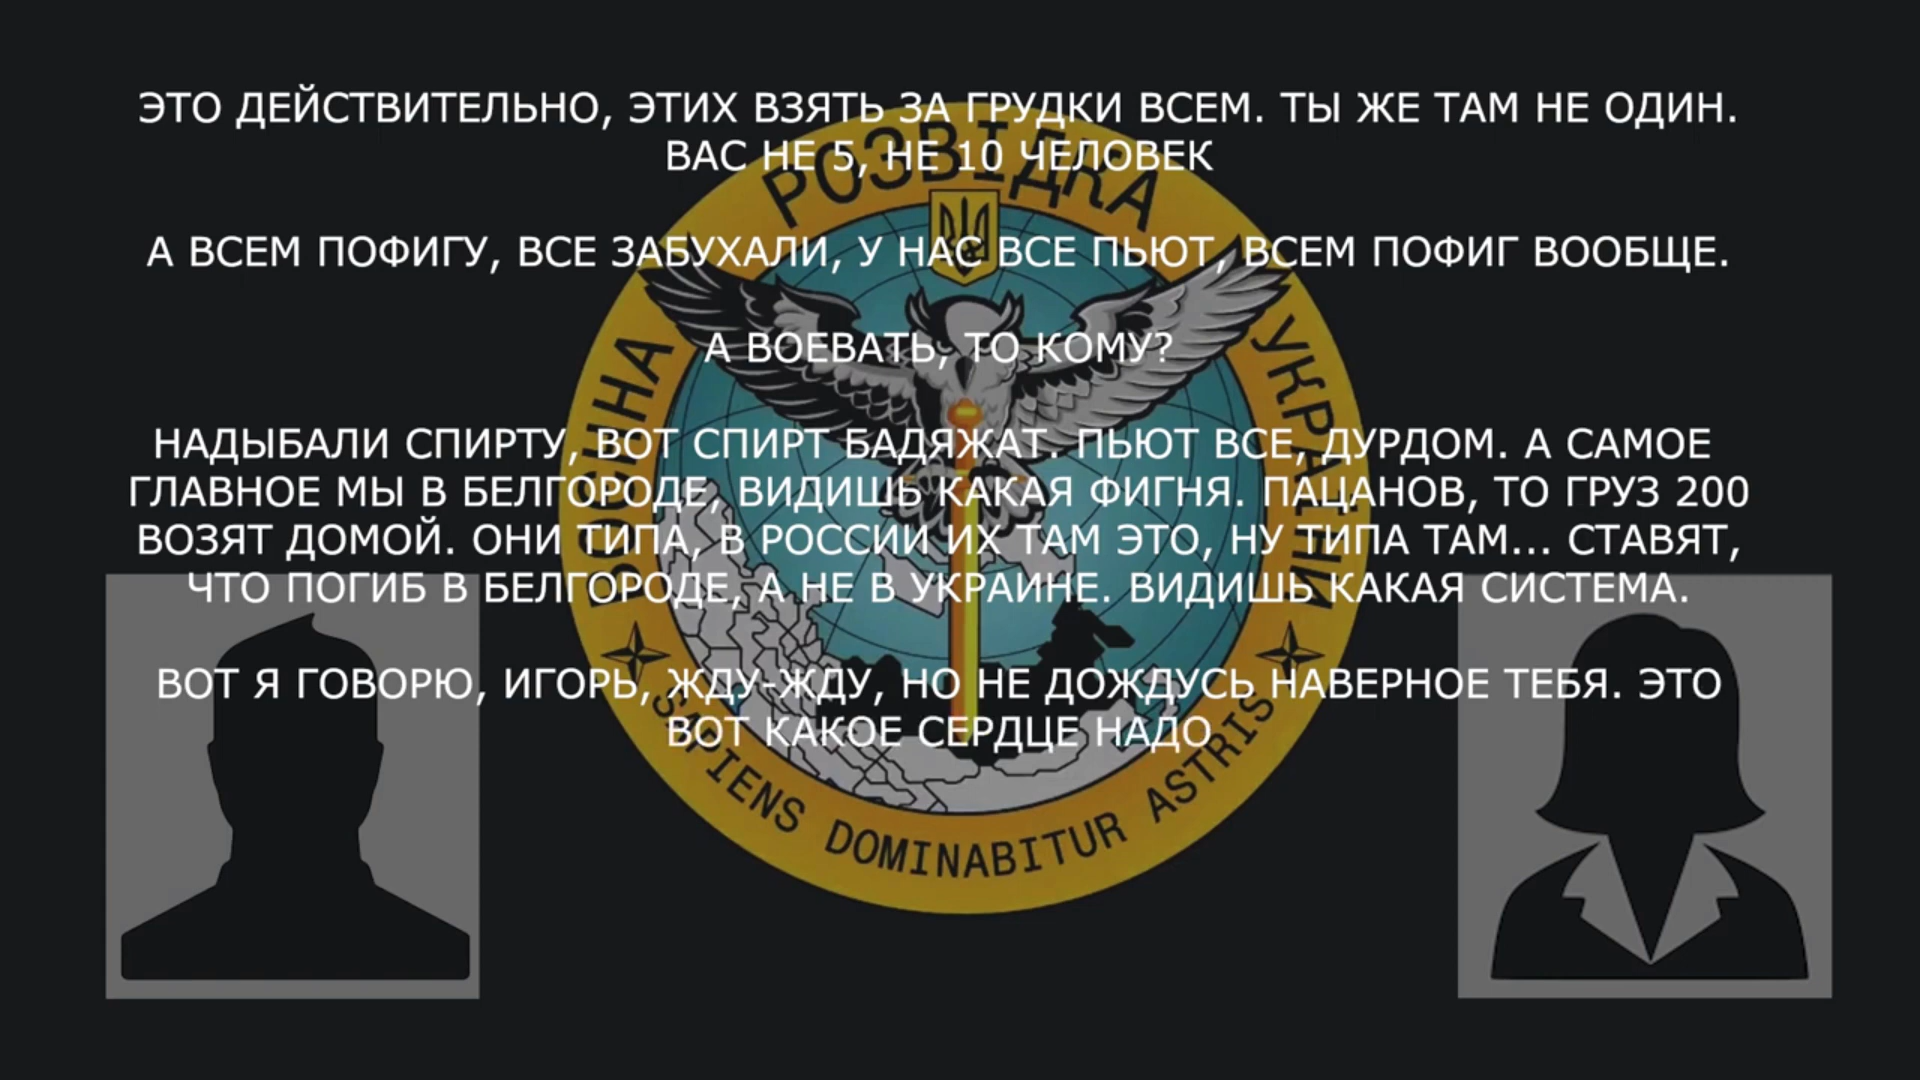 ЭТО ДЕЙСТВИТЕЛЬНО, ЭТИХ ВЗЯТЬ ЗА ГРУДКИ ВСЕМ. ТЫ ЖЕ ТАМ НЕ ОДИН.
ВАС НЕ 5, НЕ 10 ЧЕЛОВЕК
А ВСЕМ ПОФИГУ, ВСЕ ЗАБУХАЛИ, У НАС ВСЕ ПЬЮТ, ВСЕМ ПОФИГ ВООБЩЕ.
А ВОЕВАТЬ, ТО КОМУ?
НАДЫБАЛИ СПИРТУ, ВОТ СПИРТ БАДЯЖАТ. ПЬЮТ ВСЕ, ДУРДОМ. А САМОЕ
ГЛАВНОЕ МЫ В БЕЛГОРОДЕ, ВИДИШЬ КАКАЯ ФИГНЯ. ПАЦАНОВ, ТО ГРУЗ 200
ВОЗЯТ ДОМОЙ. ОНИ ТИПА, В РОССИИ ИХ ТАМ ЭТО, НУ ТИПА ТАМ... СТАВЯТ,
ЧТО ПОГИБ В БЕЛГОРОДЕ, А НЕ В УКРАИНЕ. ВИДИШЬ КАКАЯ СИСТЕМА.
ВОТ Я ГОВОРЮ, ИГОРЬ, ЖДУ-ЖДУ, НО НЕ ДОЖДУСЬ НАВЕРНОЕ ТЕБЯ. ЭТО
ВОТ КАКОЕ СЕРДЦЕ НАДО
ВОЄННА РОЗВІДКА УКРАЇНИ
SAPIENS DOMINABITUR ASTRIS